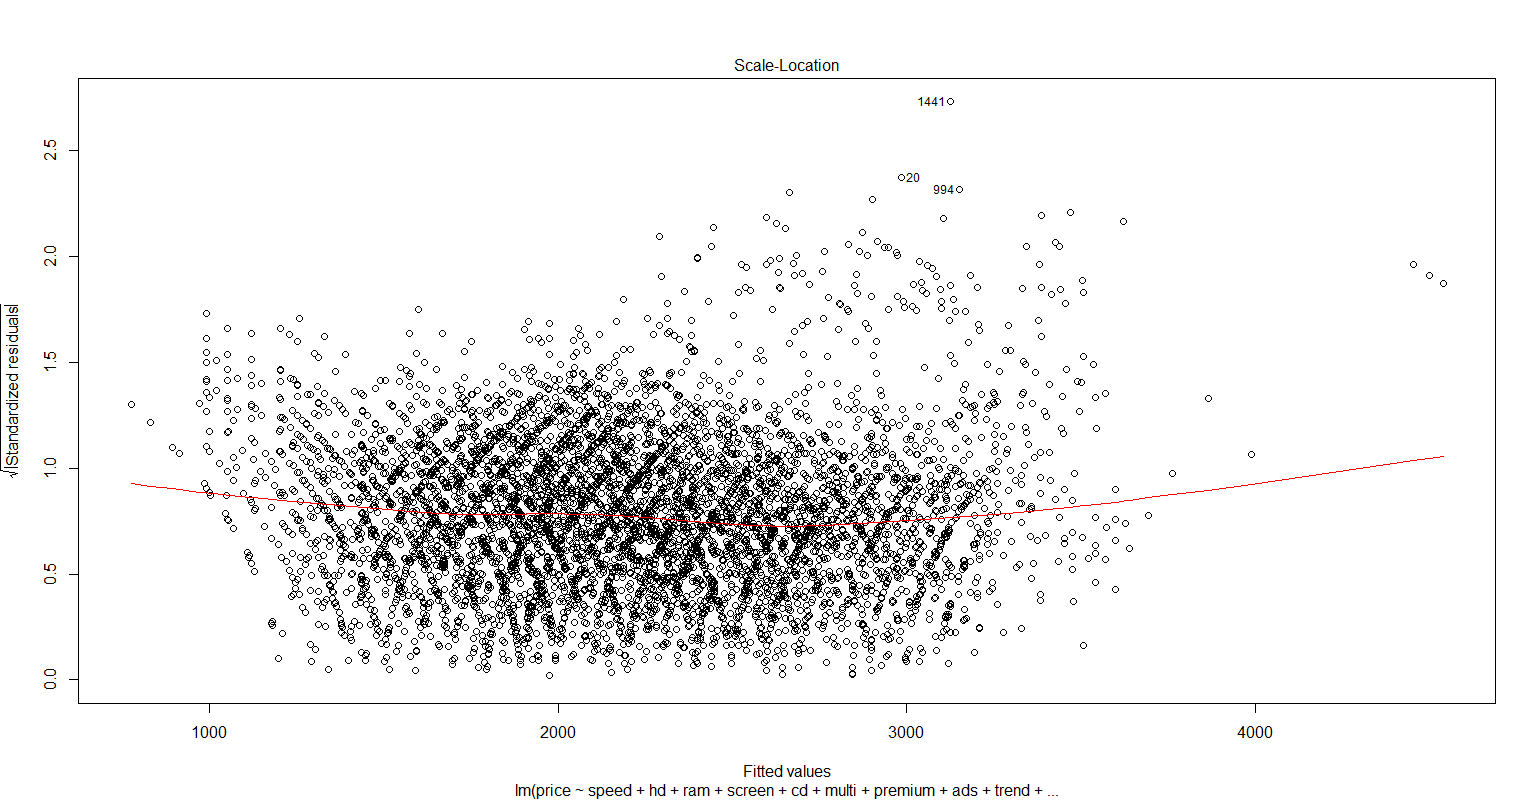 Scale-Location
1441
20
994
√|Standardized residuals|
0.0 0.5 1.0 1.5 2.0 2.5
1000 2000 3000 4000
Fitted values
lm(price ~ speed + hd + ram + screen + cd + multi + premium + ads + trend + ...